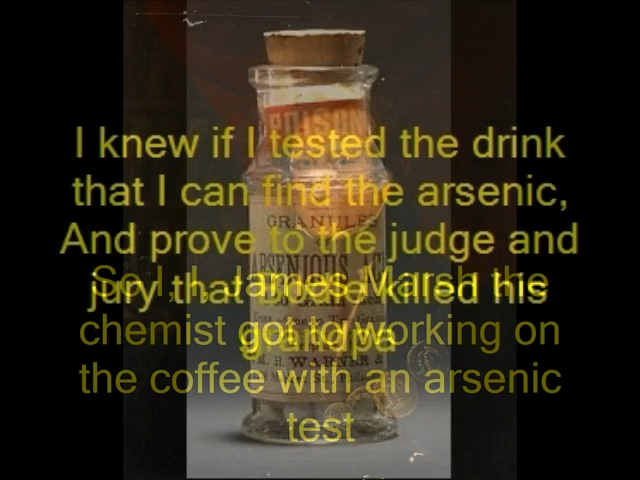 POISON
I knew if I tested the drink
that I can find the arsenic,
And prove to the judge and
jury that Bodle killed his
grandpa
So I, I, James Marsh the
chemist got to working on
the coffee with an arsenic
test
GRANULES
R. WARNER &